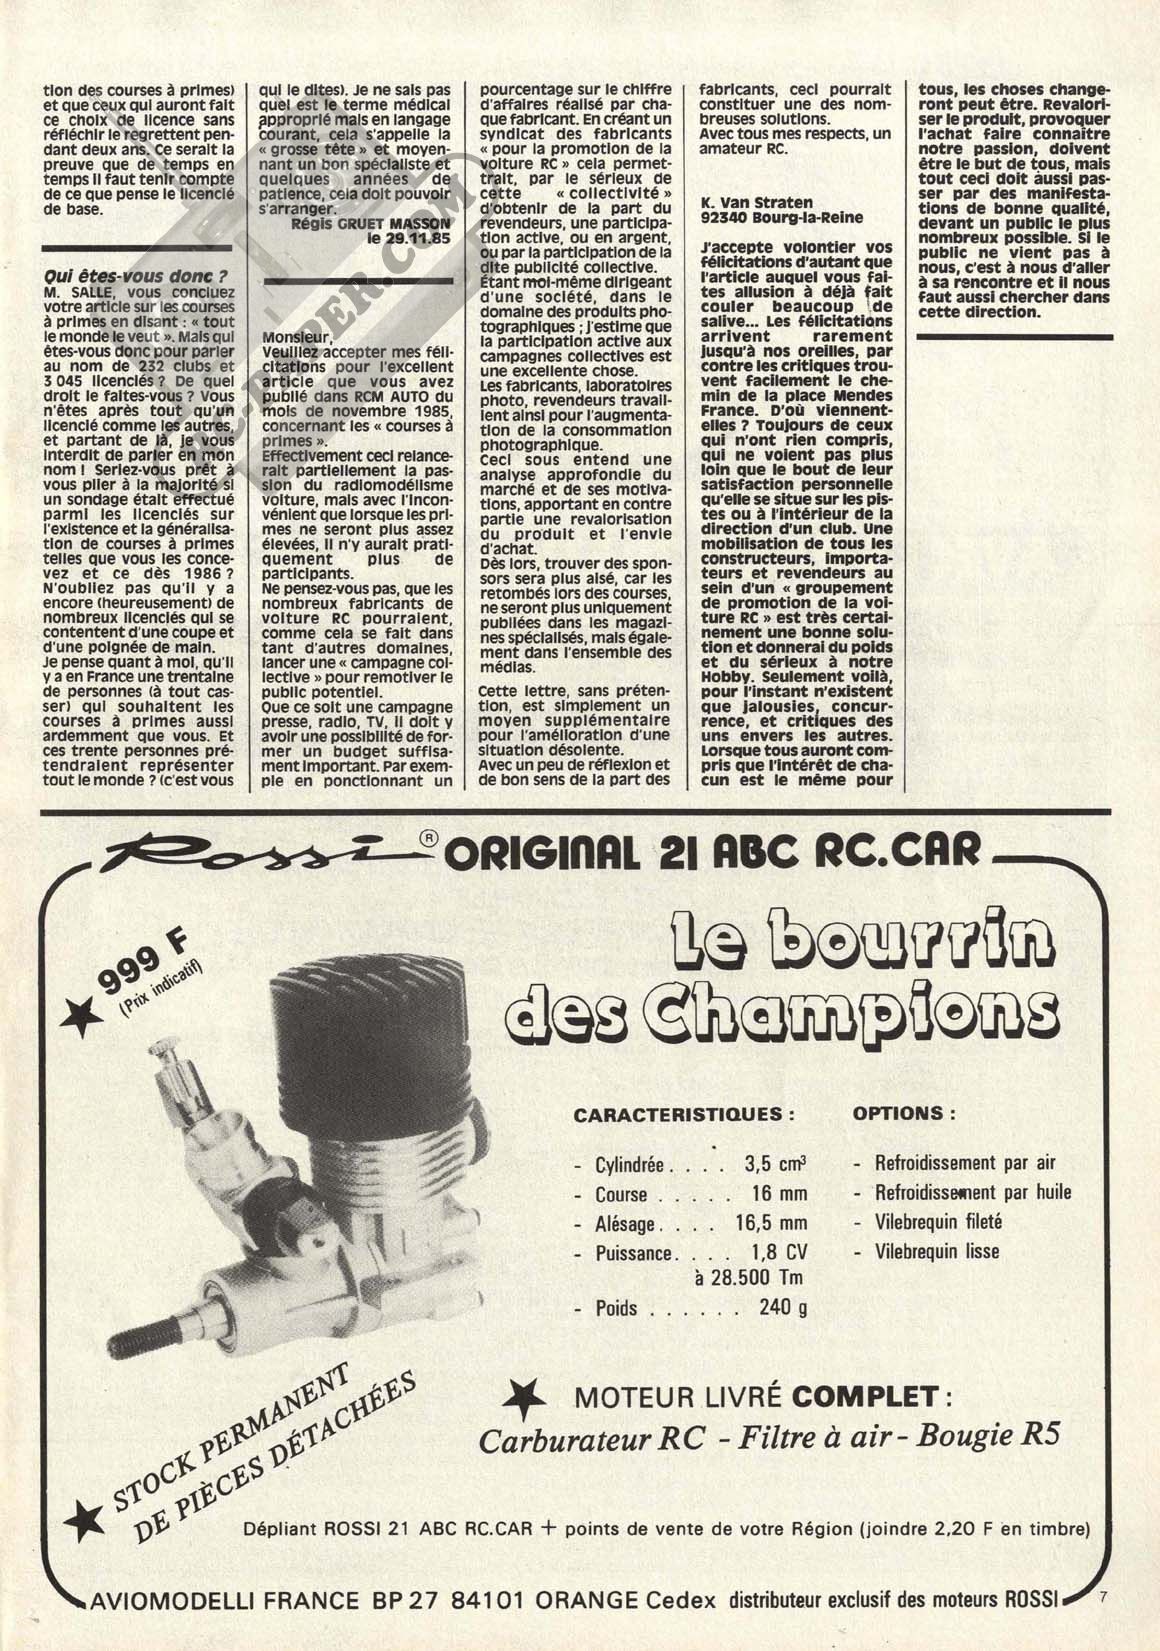 tion des courses à primes)
et que ceux qui auront fait
ce choix de licence sans
réfléchir le regrettent pen-
dant deux ans. Ce serait la
preuve que de temps en
temps il faut tenir compte
de ce que pense le licencié
de base.
Qui êtes-vous donc ?
M. SALLE, vous concluez
votre article sur les courses
à primes en disant : « tout
le monde le veut ». Mais qui
êtes-vous donc pour parler
au nom de 232 clubs et
3 045 licenciés ? De quel
droit le faites-vous ? Vous
n'êtes après tout qu'un
licencié comme les autres,
et partant de là, je vous
interdit de parler en mon
nom ! Seriez-vous prêt à
vous plier à la majorité si
un sondage était effectué
parmi les licenciés sur
l'existence et la généralisa-
tion de courses à primes
telles que vous les conce-
vez et ce dès 1986 ?
N'oubliez pas qu'il y a
encore (heureusement) de
nombreux licenciés qui se
contentent d'une coupe et
d'une poignée de main.
Je pense quant à moi, qu'il
y a en France une trentaine
de personnes (à tout cas-
ser) qui souhaitent les
courses à primes aussi
ardemment que vous. Et
ces trente personnes pré-
tendraient représenter
tout le monde ? (c'est vous
qui le dites). Je ne sais pas
quel est le terme médical
approprié mais en langage
courant, cela s'appelle la
« grosse tête » et moyen-
nant un bon spécialiste et
quelques années de
patience, cela doit pouvoir
s'arranger.
Régis GRUET MASSON
le 29.11.85
Monsieur,
Veuillez accepter mes féli-
citations pour l'excellent
article que vous avez
publié dans RCM AUTO du
mois de novembre 1985,
concernant les « courses à
primes ».
Effectivement ceci relance-
rait partiellement la pas-
sion du radiomodélisme
voiture, mais avec l'incon-
vénient que lorsque les pri-
mes ne seront plus assez
élevées, il n'y aurait prati-
quement plus de
participants.
Ne pensez-vous pas, que les
nombreux fabricants de
voiture RC pourraient,
comme cela se fait dans
tant d'autres domaines,
lancer une « campagne col-
lective » pour remotiver le
public potentiel.
Que ce soit une campagne
presse, radio, TV, il doit y
avoir une possibilité de for-
mer un budget suffisa-
ment important. Par exem-
ple en ponctionnant un
pourcentage sur le chiffre
d'affaires réalisé par cha-
que fabricant. En créant un
syndicat des fabricants
« pour la promotion de la
voiture RC » cela permet-
trait, par le sérieux de
cette « collectivité »
d'obtenir de la part du
revendeurs, une participa-
tion active, ou en argent,
ou par la participation de la
dite publicité collective.
Étant moi-même dirigeant
d'une société, dans le
domaine des produits pho-
tographiques ; j'estime que
la participation active aux
campagnes collectives est
une excellente chose.
Les fabricants, laboratoires
photo, revendeurs travail-
lent ainsi pour l'augmenta-
tion de la consommation
photographique.
Ceci sous entend une
analyse approfondie du
marché et de ses motiva-
tions, apportant en contre
partie une revalorisation
du produit et l'envie
d'achat.
Dès lors, trouver des spon-
sors sera plus aisé, car les
retombés lors des courses,
ne seront plus uniquement
publiées dans les magazi-
nes spécialisés, mais égale-
ment dans l'ensemble des
médias.
Cette lettre, sans préten-
tion, est simplement un
moyen supplémentaire
pour l'amélioration d'une
situation désolente.
Avec un peu de réflexion et
de bon sens de la part des
fabricants, ceci pourrait
constituer une des nom-
breuses solutions.
Avec tous mes respects, un
amateur RC.
K. Van Straten
92340 Bourg-la-Reine
J'accepte volontier vos
félicitations d'autant que
l'article auquel vous fai-
tes allusion à déjà fait
couler beaucoup de
salive... Les félicitations
arrivent rarement
jusqu'à nos oreilles, par
contre les critiques trou-
vent facilement le che-
min de la place Mendes
France. D'où viennent-
elles ? Toujours de ceux
qui n'ont rien compris,
qui ne voient pas plus
loin que le bout de leur
satisfaction personnelle
qu'elle se situe sur les pis-
tes ou à l'intérieur de la
direction d'un club. Une
mobilisation de tous les
constructeurs, importa-
teurs et revendeurs au
sein d'un « groupement
de promotion de la voi-
ture RC » est très certai-
nement une bonne solu-
tion et donnerai du poids
et du sérieux à notre
Hobby. Seulement voilà,
pour l'instant n'existent
que jalousies, concur-
rence, et critiques des
uns envers les autres.
Lorsque tous auront com-
pris que l'intérêt de cha-
cun est le même pour
tous, les choses change-
ront peut être. Revalori-
ser le produit, provoquer
l'achat faire connaitre
notre passion, doivent
être le but de tous, mais
tout ceci doit aussi pas-
ser par des manifesta-
tions de bonne qualité,
devant un public le plus
nombreux possible. Si le
public ne vient pas à
nous, c'est à nous d'aller
à sa rencontre et il nous
faut aussi chercher dans
cette direction.
RC-PAPER.COM
Rossi ® ORIGINAL 21 ABC RC.CAR
Le bourrin
des Champions
999 F
(Prix indicatif)
CARACTERISTIQUES :
- Cylindrée . . . . 3,5 cm³
- Course . . . . . 16 mm
- Alésage . . . . 16,5 mm
- Puissance . . . . 1,8 CV
à 28.500 Tm
- Poids . . . . . . 240 g
OPTIONS :
- Refroidissement par air
- Refroidissement par huile
- Vilebrequin fileté
- Vilebrequin lisse
MOTEUR LIVRÉ COMPLET :
Carburateur RC - Filtre à air - Bougie R5
STOCK PERMANENT
DE PIÈCES DÉTACHÉES
Dépliant ROSSI 21 ABC RC.CAR + points de vente de votre Région (joindre 2,20 F en timbre)
AVIOMODELLI FRANCE BP 27 84101 ORANGE Cedex distributeur exclusif des moteurs ROSSI
7